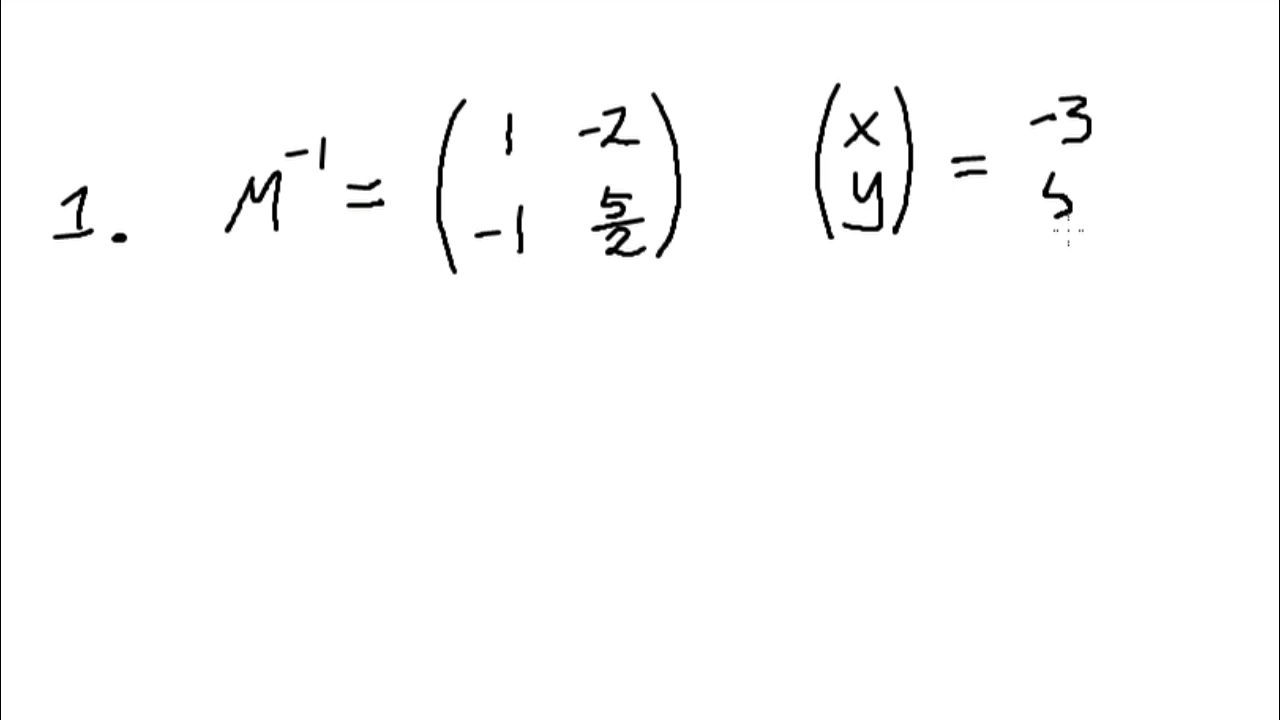 1. M⁻¹ = ( 1 -2 ) ( x ) = -3
( -1 5/2 ) ( y ) 5